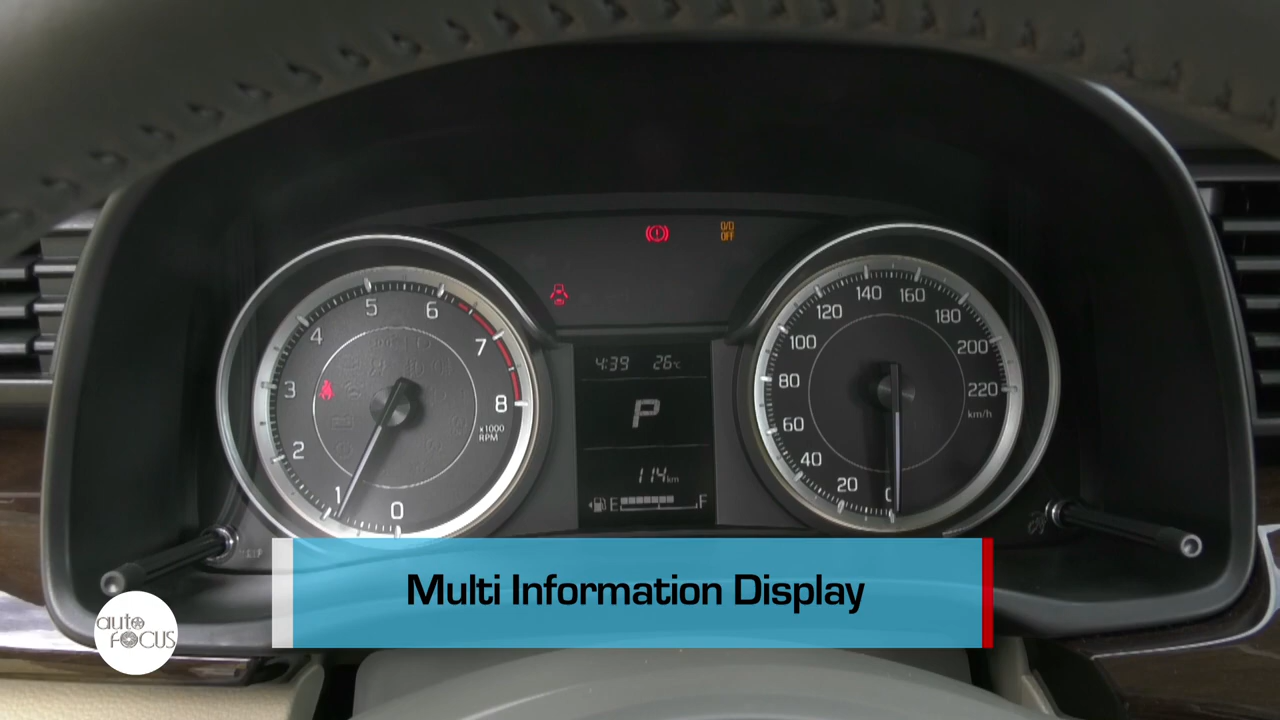 O/D
OFF
5
6
4
7
3
8
x1000
RPM
2
1
0
4:39 26°C
P
114km
E F
140
160
120
180
100
200
80
220
km/h
60
40
20
0
Multi Information Display
auto
FOCUS